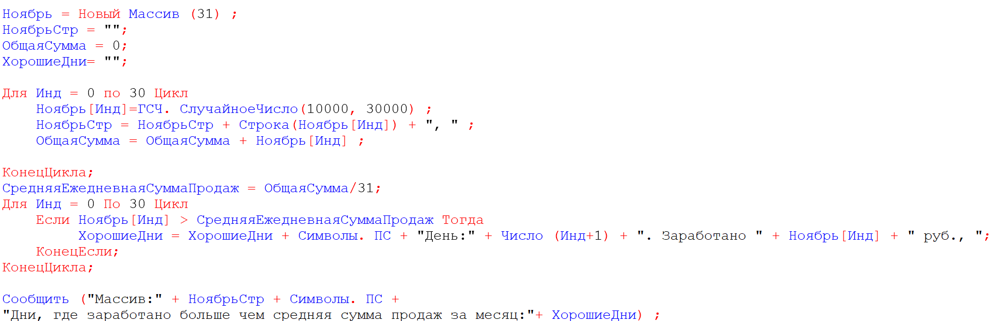 Ноябрь = Новый Массив (31) ;
НоябрьСтр = "";
ОбщаяСумма = 0;
ХорошиеДни= "";
Для Инд = 0 по 30 Цикл
Ноябрь[Инд]=ГСЧ. СлучайноеЧисло(10000, 30000) ;
НоябрьСтр = НоябрьСтр + Строка(Ноябрь[Инд]) + ", " ;
ОбщаяСумма = ОбщаяСумма + Ноябрь[Инд] ;
КонецЦикла;
СредняяЕжедневнаяСуммаПродаж = ОбщаяСумма/31;
Для Инд = 0 По 30 Цикл
Если Ноябрь[Инд] > СредняяЕжедневнаяСуммаПродаж Тогда
ХорошиеДни = ХорошиеДни + Символы. ПС + "День:" + Число (Инд+1) + ". Заработано " + Ноябрь[Инд] + " руб., ";
КонецЕсли;
КонецЦикла;
Сообщить ("Массив:" + НоябрьСтр + Символы. ПС +
"Дни, где заработано больше чем средняя сумма продаж за месяц:"+ ХорошиеДни) ;